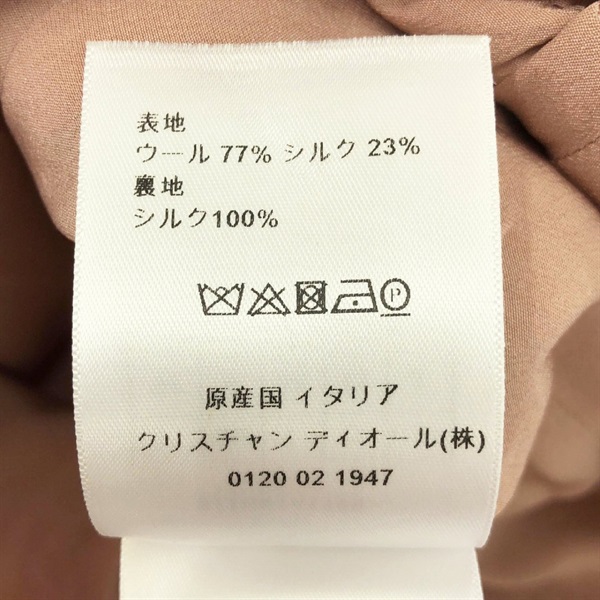 表地
ウール 77% シルク 23%
裏地
シルク100%
P
原産国 イタリア
クリスチャン ディオール(株)
0120 02 1947